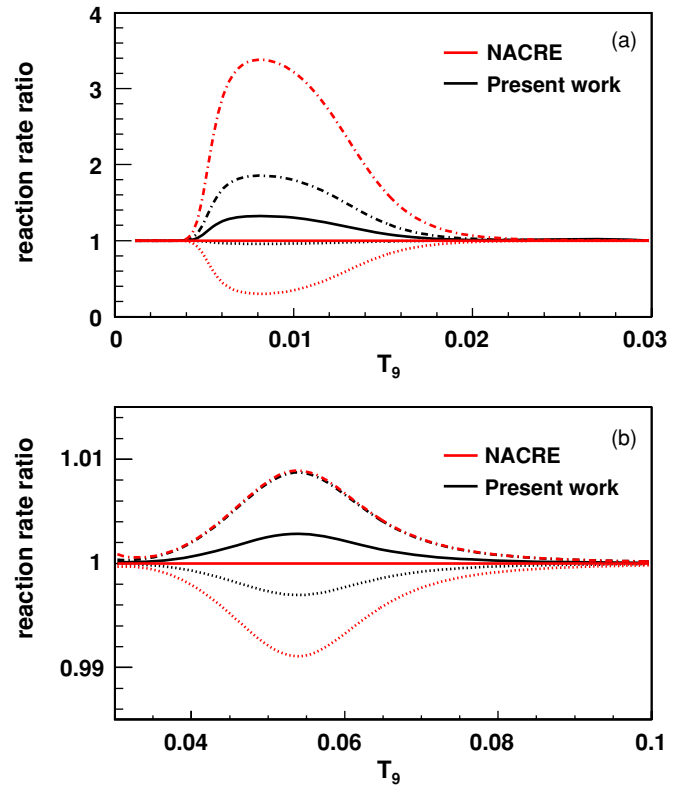 4
(a)
NACRE
3
Present work
reaction rate ratio
2
1
0
0 0.01 0.02 0.03
T9
(b)
1.01
NACRE
Present work
reaction rate ratio
1
0.99
0.04 0.06 0.08 0.1
T9